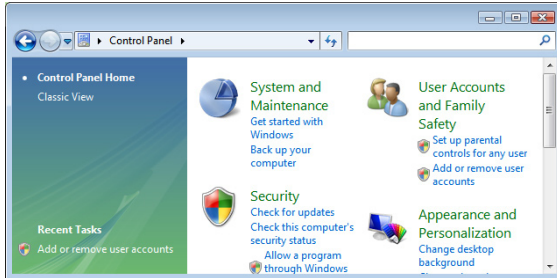 Control Panel
Control Panel Home
Classic View
Recent Tasks
Add or remove user accounts
System and
Maintenance
Get started with
Windows
Back up your
computer
Security
Check for updates
Check this computer's
security status
Allow a program
through Windows
User Accounts
and Family
Safety
Set up parental
controls for any user
Add or remove user
accounts
Appearance and
Personalization
Change desktop
background